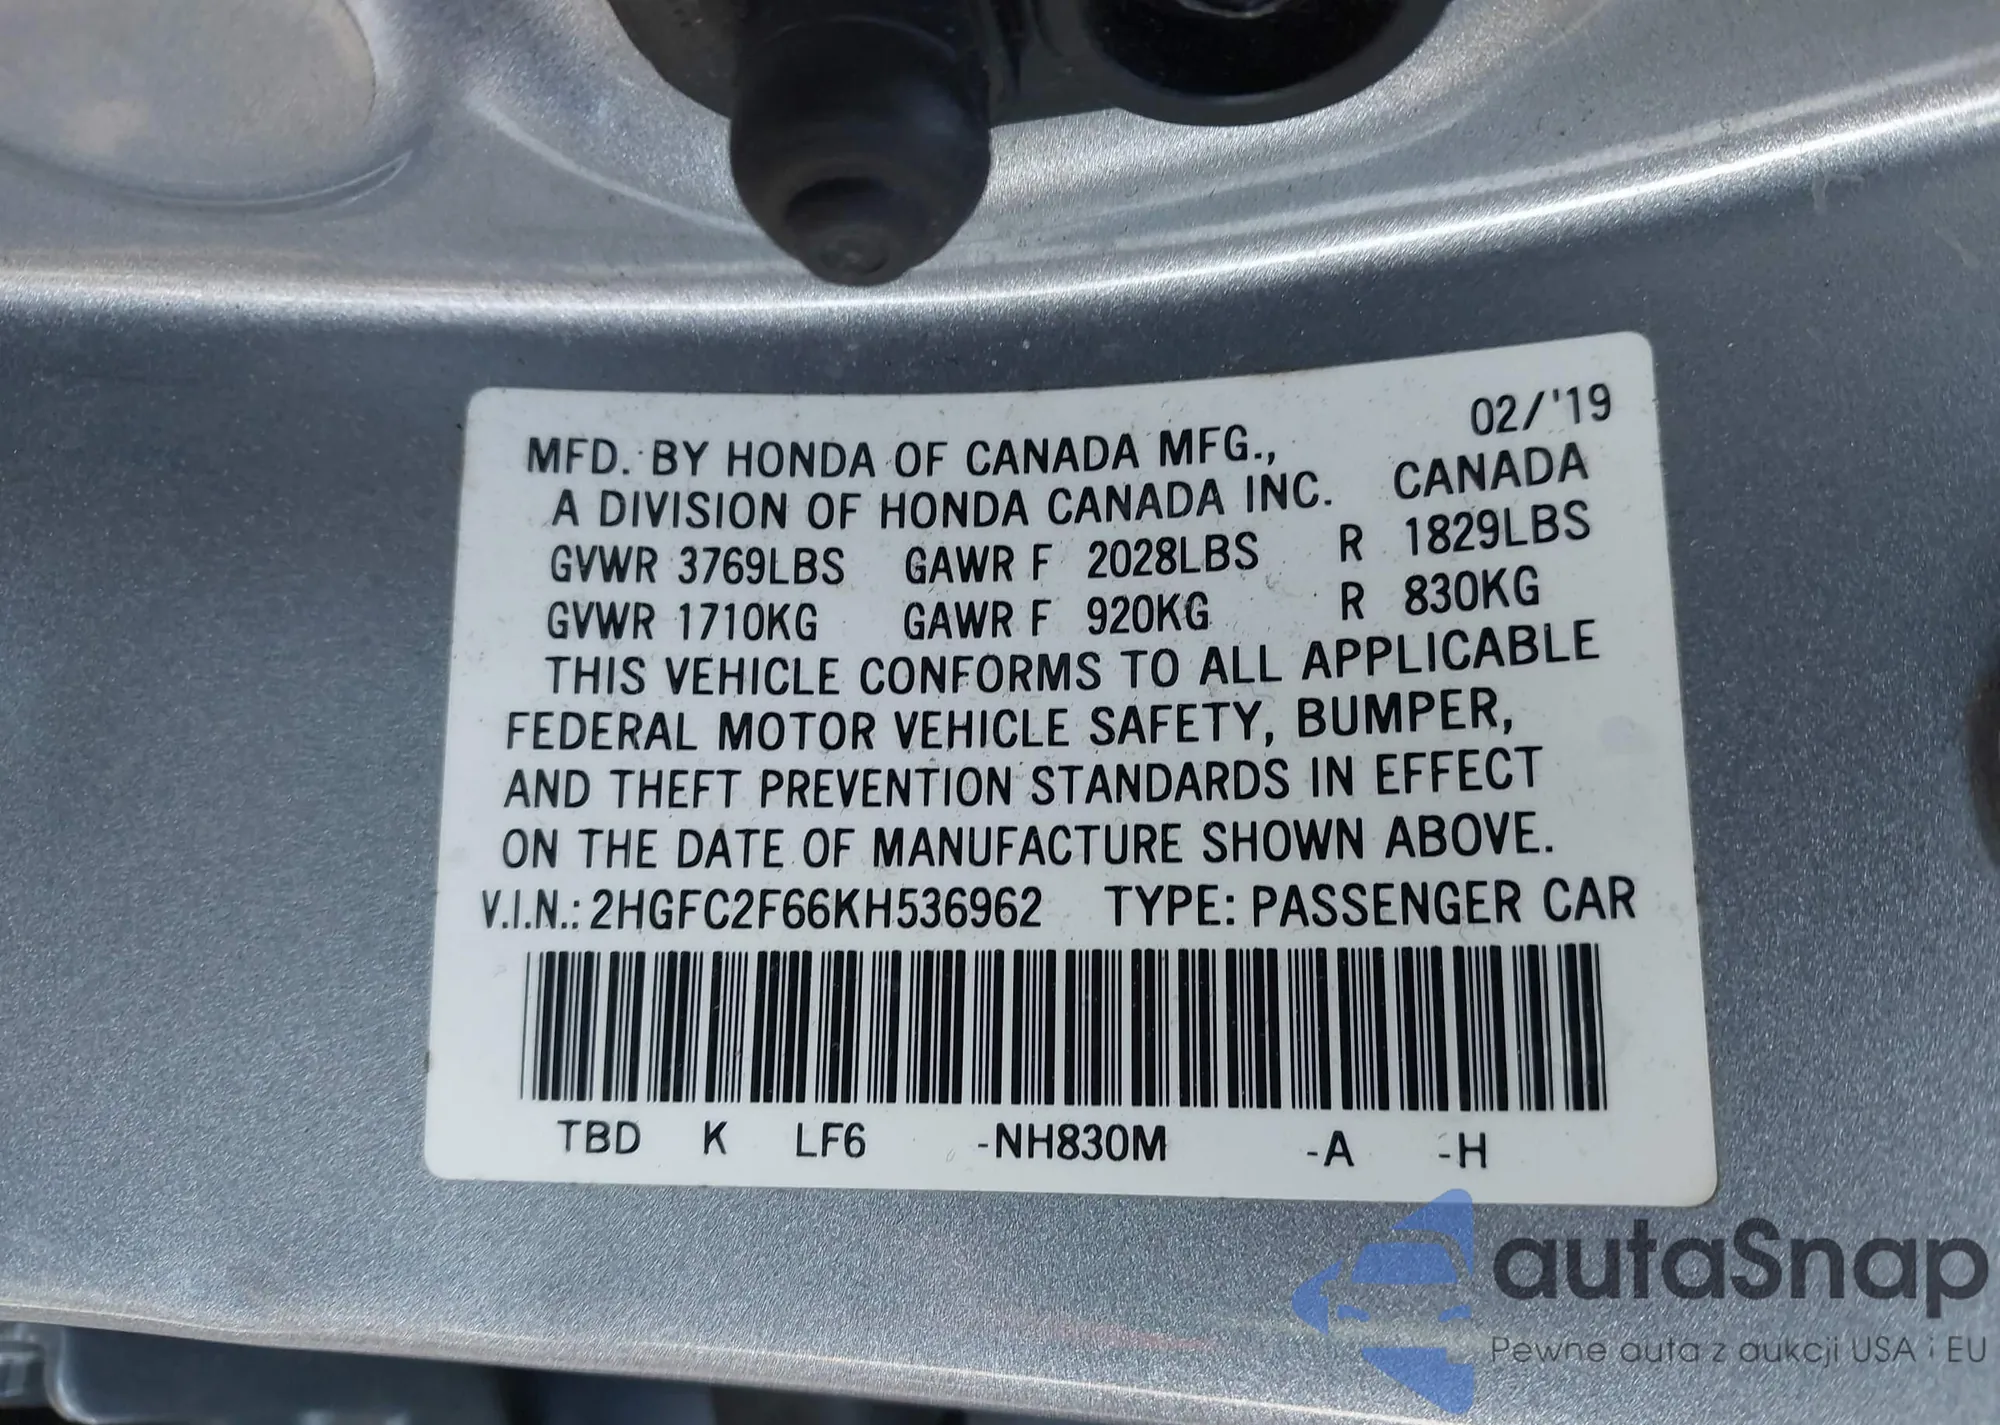 02/'19
MFD. BY HONDA OF CANADA MFG.,
A DIVISION OF HONDA CANADA INC. CANADA
GVWR 3769LBS GAWR F 2028LBS R 1829LBS
GVWR 1710KG GAWR F 920KG R 830KG
THIS VEHICLE CONFORMS TO ALL APPLICABLE
FEDERAL MOTOR VEHICLE SAFETY, BUMPER,
AND THEFT PREVENTION STANDARDS IN EFFECT
ON THE DATE OF MANUFACTURE SHOWN ABOVE.
V.I.N.: 2HGFC2F66KH536962 TYPE: PASSENGER CAR
TBD K LF6 -NH830M -A -H
autaSnap
Pewne auta z aukcji USA i EU